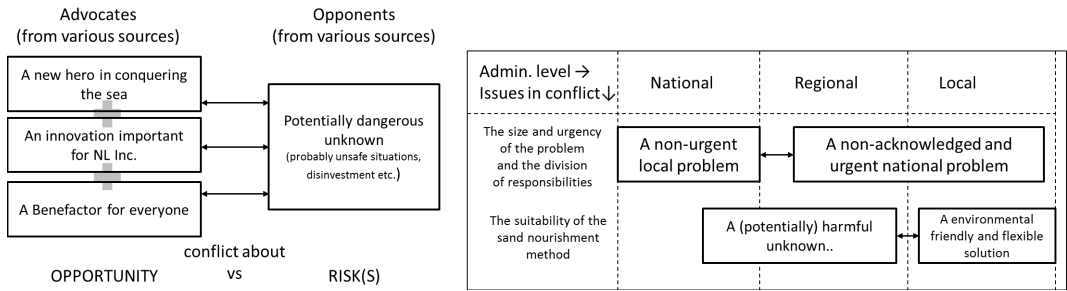 Advocates
(from various sources)
Opponents
(from various sources)
A new hero in conquering
the sea
An innovation important
for NL Inc.
A Benefactor for everyone
Potentially dangerous
unknown
(probably unsafe situations,
disinvestment etc.)
conflict about
OPPORTUNITY
vs
RISK(S)
Admin. level →
Issues in conflict↓
National
Regional
Local
The size and urgency
of the problem
and the division
of responsibilities
A non-urgent
local problem
A non-acknowledged and
urgent national problem
The suitability of the
sand nourishment
method
A (potentially) harmful
unknown..
A environmental
friendly and flexible
solution